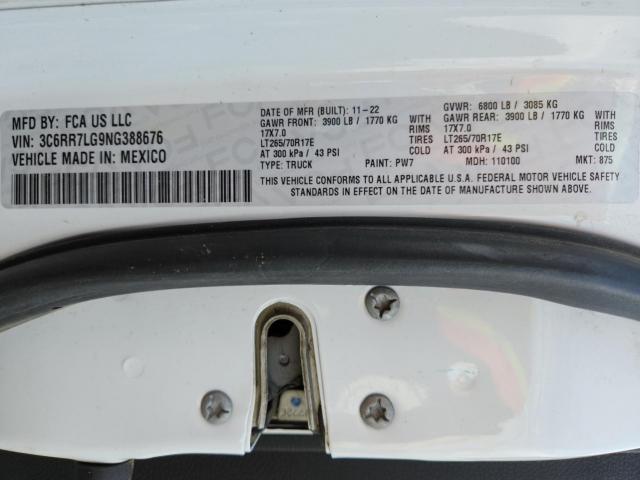 MFD BY: FCA US LLC
VIN: 3C6RR7LG9NG388676
VEHICLE MADE IN: MEXICO
DATE OF MFR (BUILT): 11-22 GVWR: 6800 LB / 3085 KG
GAWR FRONT: 3900 LB / 1770 KG WITH GAWR REAR: 3900 LB / 1770 KG WITH
17X7.0 RIMS 17X7.0 RIMS
LT265/70R17E TIRES LT265/70R17E TIRES
AT 300 kPa / 43 PSI COLD AT 300 kPa / 43 PSI COLD
TYPE: TRUCK PAINT: PW7 MDH: 110100 MKT: 875
THIS VEHICLE CONFORMS TO ALL APPLICABLE U.S.A. FEDERAL MOTOR VEHICLE SAFETY
STANDARDS IN EFFECT ON THE DATE OF MANUFACTURE SHOWN ABOVE.